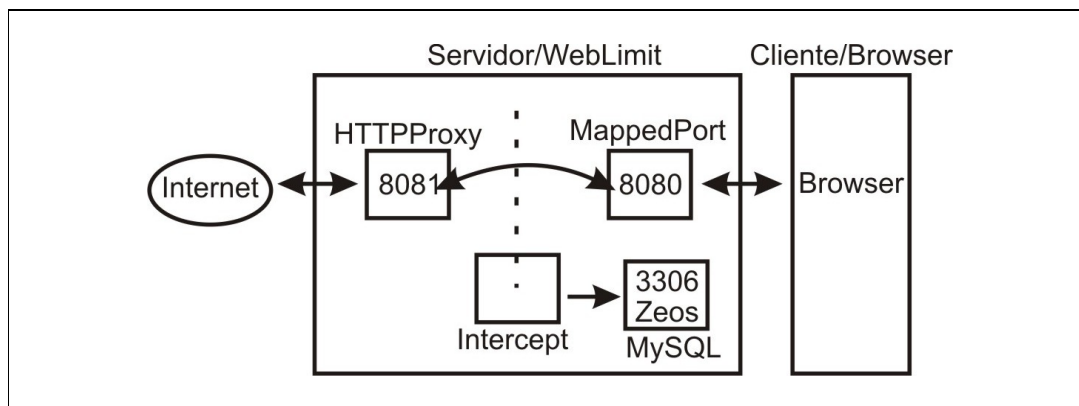 Servidor/WebLimit
Cliente/Browser
HTTPProxy
MappedPort
Internet
8081
8080
Browser
3306
Zeos
Intercept
MySQL